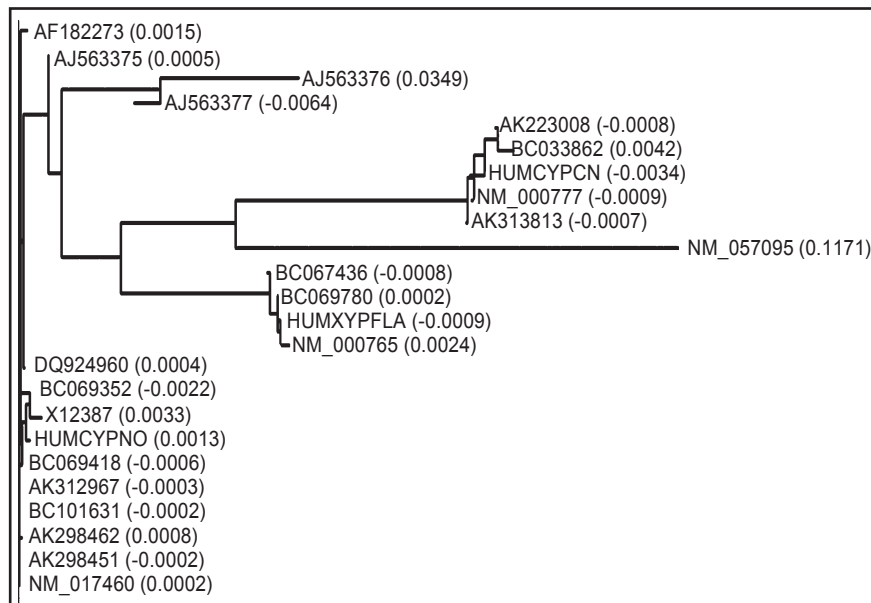 AF182273 (0.0015)
AJ563375 (0.0005)
AJ563376 (0.0349)
AJ563377 (-0.0064)
AK223008 (-0.0008)
BC033862 (0.0042)
HUMCYPCN (-0.0034)
NM_000777 (-0.0009)
AK313813 (-0.0007)
NM_057095 (0.1171)
BC067436 (-0.0008)
BC069780 (0.0002)
HUMXYPFLA (-0.0009)
NM_000765 (0.0024)
DQ924960 (0.0004)
BC069352 (-0.0022)
X12387 (0.0033)
HUMCYPNO (0.0013)
BC069418 (-0.0006)
AK312967 (-0.0003)
BC101631 (-0.0002)
AK298462 (0.0008)
AK298451 (-0.0002)
NM_017460 (0.0002)